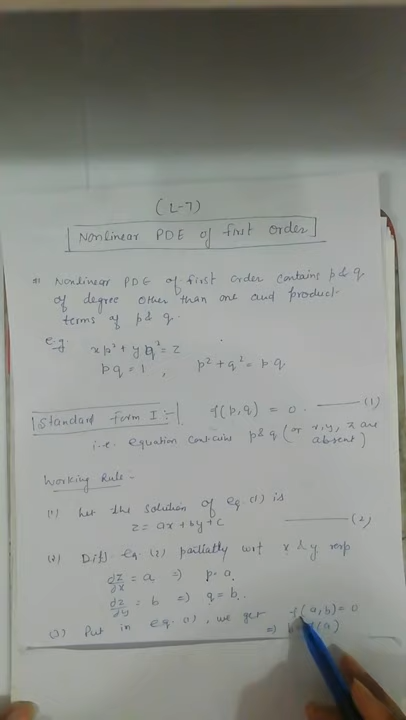 (L-7)
Nonlinear PDE of first order
Nonlinear PDE of first order contains p & q
of degree other than one and product
terms of p & q.
e.g. xp² + yq² = z
pq = 1, p² + q² = pq
Standard form I :- f(p,q) = 0. (1)
i.e. equation contains p & q (or x, y, z are
absent)
Working Rule -
(1) Let the solution of eq.(1) is
z = ax + by + c (2)
(2) Diff. eq.(2) partially wrt x & y resp
∂z/∂x = a ⇒ p = a.
∂z/∂y = b ⇒ q = b.
(3) Put in eq.(1), we get f(a,b) = 0
⇒ (a)